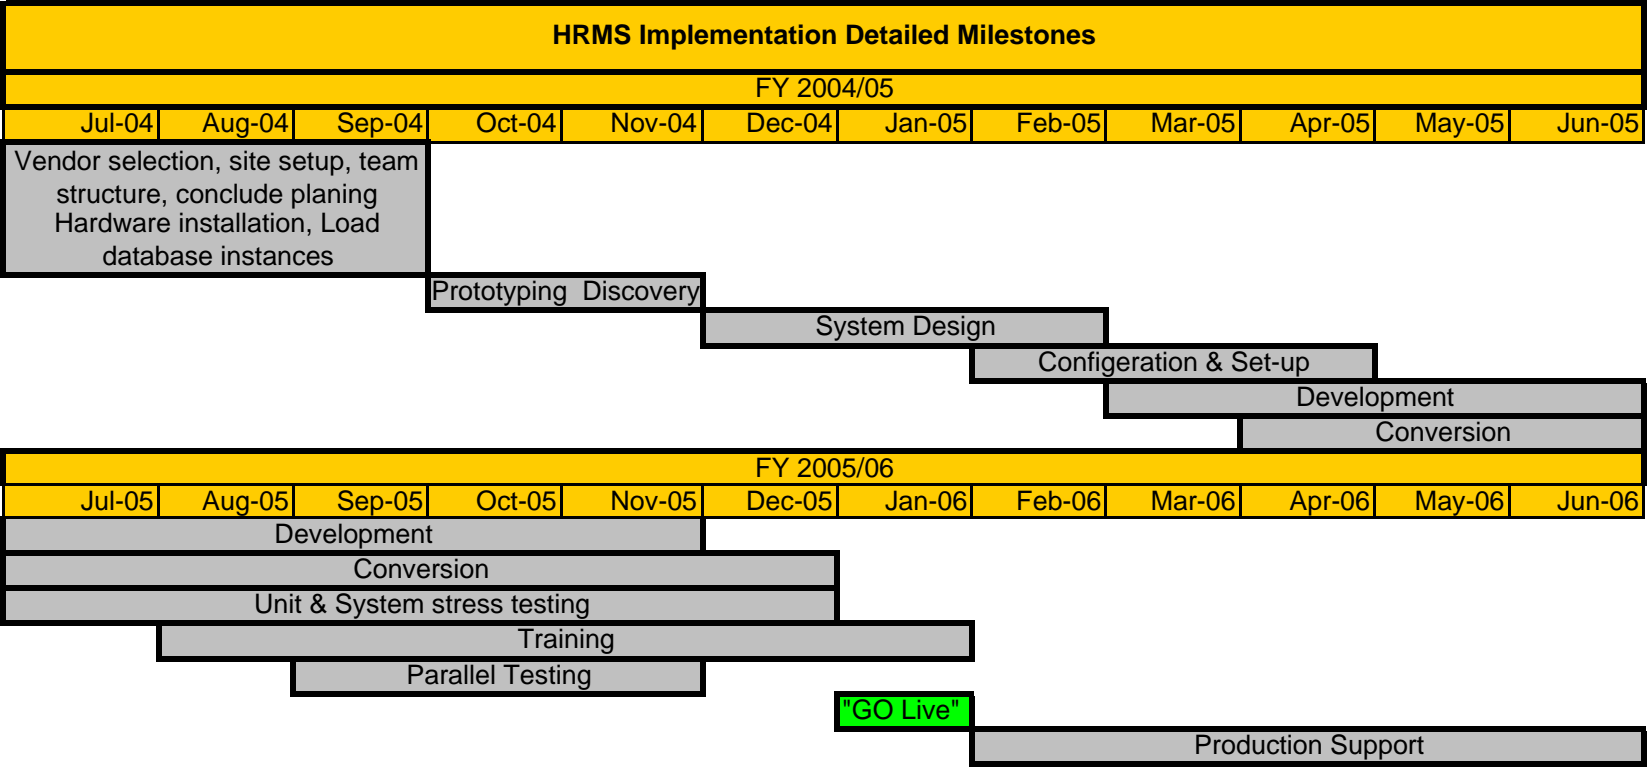 HRMS Implementation Detailed Milestones
FY 2004/05
Jul-04 Aug-04 Sep-04 Oct-04 Nov-04 Dec-04 Jan-05 Feb-05 Mar-05 Apr-05 May-05 Jun-05
Vendor selection, site setup, team
structure, conclude planing
Hardware installation, Load
database instances
Prototyping  Discovery
System Design
Configeration & Set-up
Development
Conversion
FY 2005/06
Jul-05 Aug-05 Sep-05 Oct-05 Nov-05 Dec-05 Jan-06 Feb-06 Mar-06 Apr-06 May-06 Jun-06
Development
Conversion
Unit & System stress testing
Training
Parallel Testing
"GO Live"
Production Support